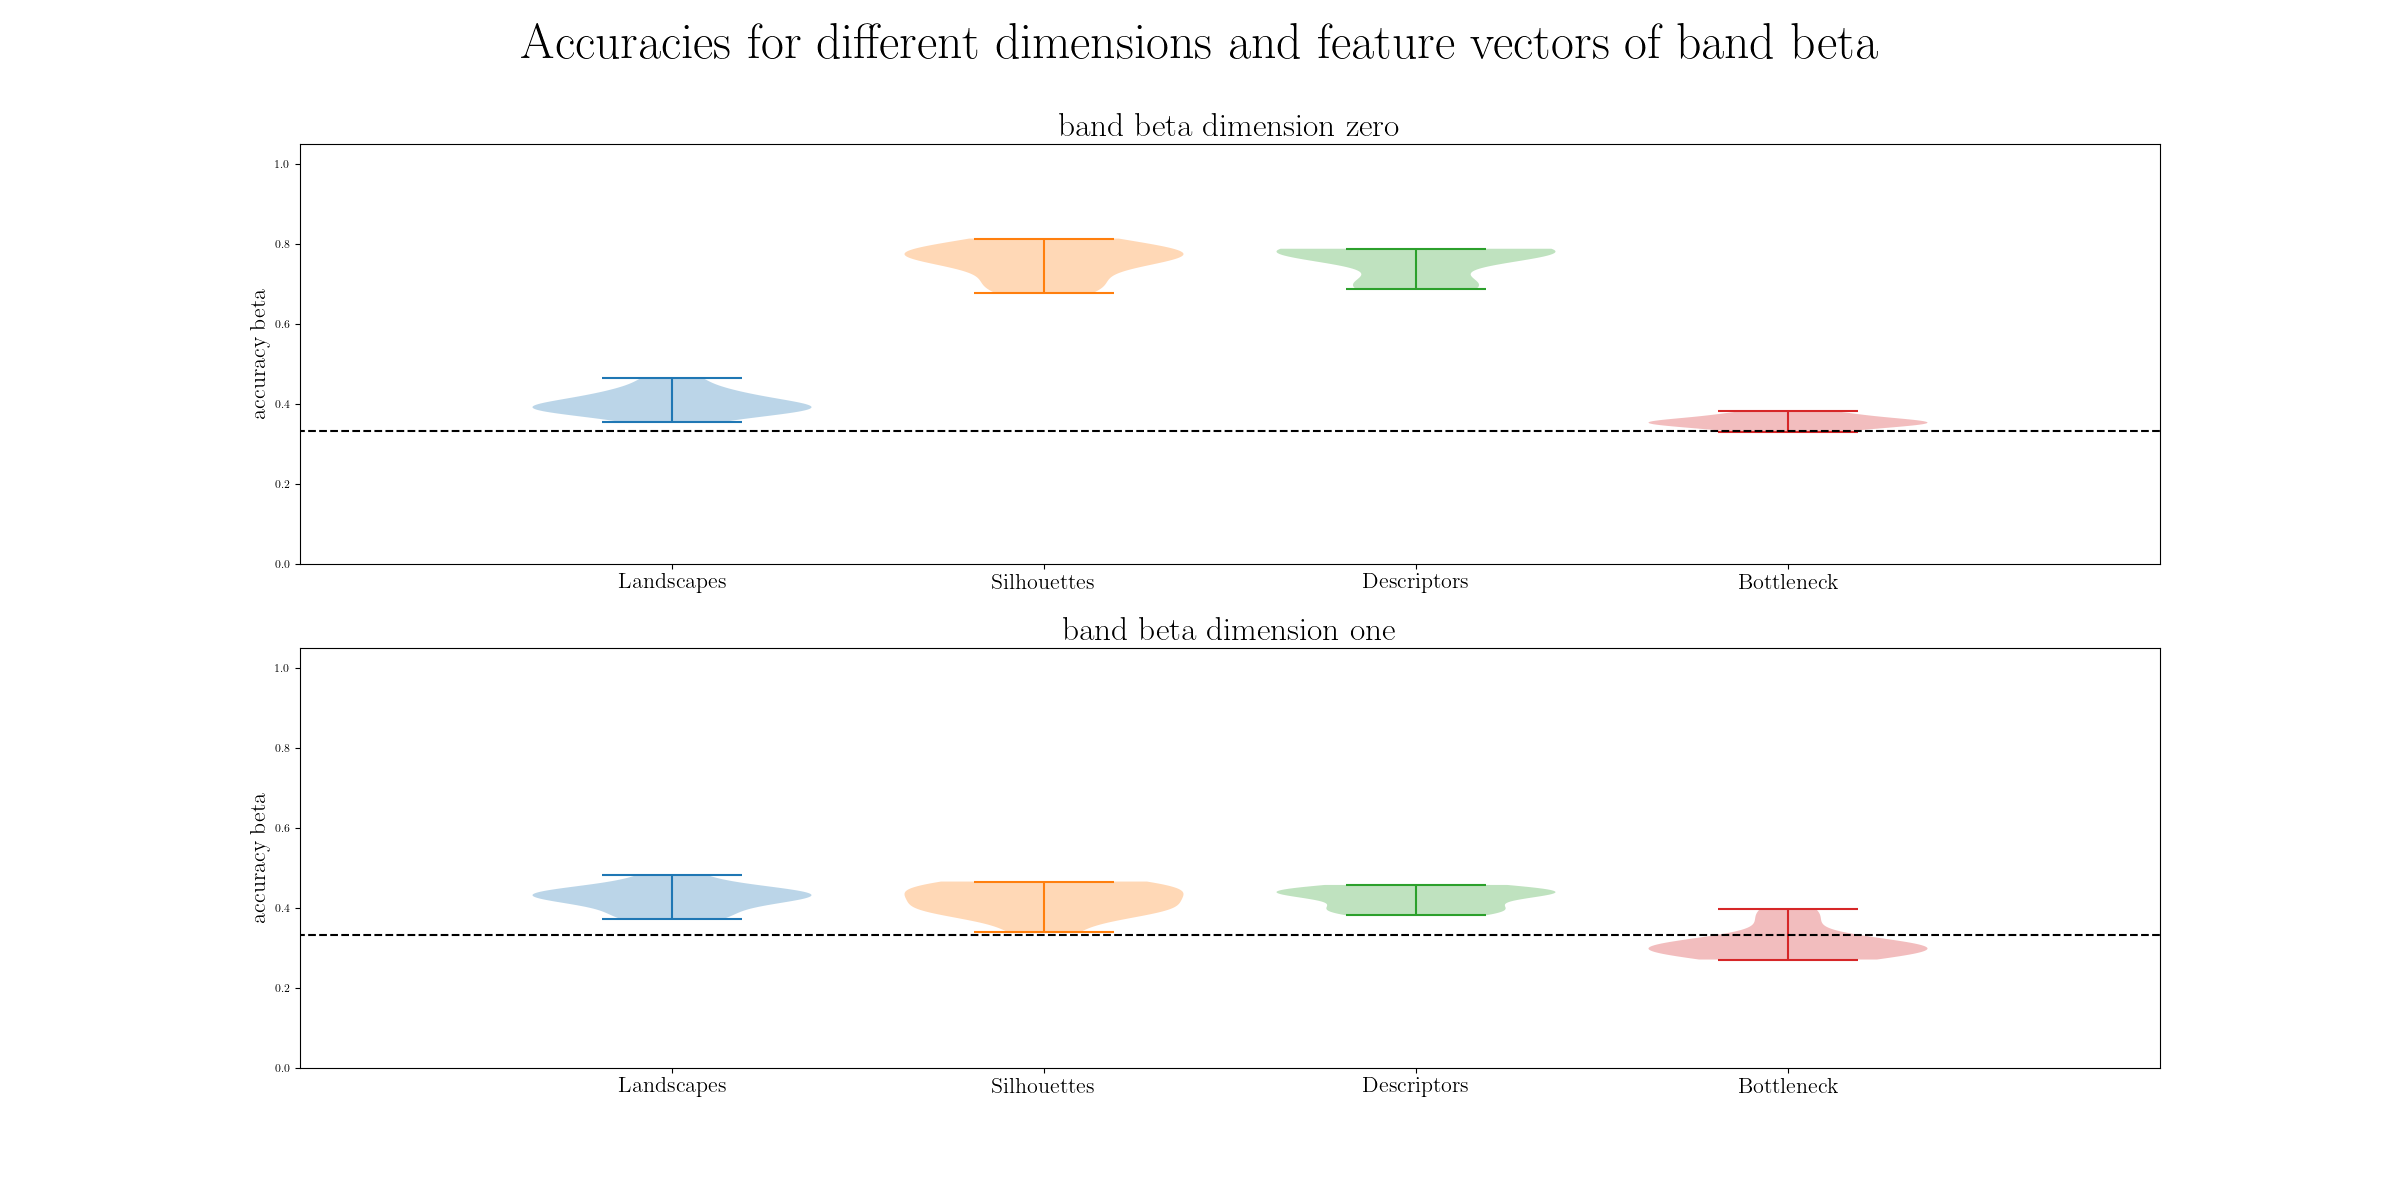 Accuracies for different dimensions and feature vectors of band beta
band beta dimension zero
1.0
0.8
0.6
0.4
0.2
0.0
accuracy beta
Landscapes Silhouettes Descriptors Bottleneck
band beta dimension one
1.0
0.8
0.6
0.4
0.2
0.0
accuracy beta
Landscapes Silhouettes Descriptors Bottleneck